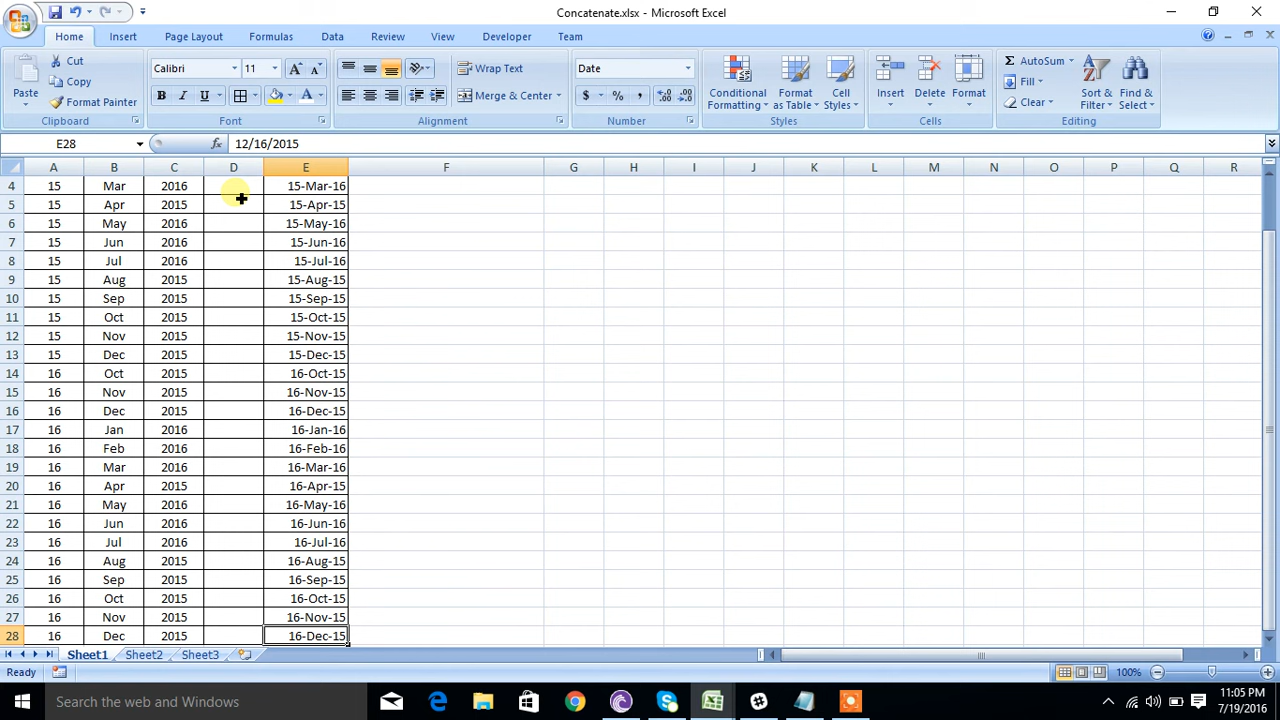 Concatenate.xlsx - Microsoft Excel
Home Insert Page Layout Formulas Data Review View Developer Team
Paste
Cut
Copy
Format Painter
Clipboard
Calibri 11
B I U
Font
Wrap Text
Merge & Center
Alignment
Date
$ % ,
Number
Conditional Formatting
Format as Table
Cell Styles
Styles
Insert
Delete
Format
Cells
Σ AutoSum
Fill
Clear
Sort & Filter
Find & Select
Editing
E28 fx 12/16/2015
A B C D E F G H I J K L M N O P Q R
4 15 Mar 2016 15-Mar-16
5 15 Apr 2015 15-Apr-15
6 15 May 2016 15-May-16
7 15 Jun 2016 15-Jun-16
8 15 Jul 2016 15-Jul-16
9 15 Aug 2015 15-Aug-15
10 15 Sep 2015 15-Sep-15
11 15 Oct 2015 15-Oct-15
12 15 Nov 2015 15-Nov-15
13 15 Dec 2015 15-Dec-15
14 16 Oct 2015 16-Oct-15
15 16 Nov 2015 16-Nov-15
16 16 Dec 2015 16-Dec-15
17 16 Jan 2016 16-Jan-16
18 16 Feb 2016 16-Feb-16
19 16 Mar 2016 16-Mar-16
20 16 Apr 2015 16-Apr-15
21 16 May 2016 16-May-16
22 16 Jun 2016 16-Jun-16
23 16 Jul 2016 16-Jul-16
24 16 Aug 2015 16-Aug-15
25 16 Sep 2015 16-Sep-15
26 16 Oct 2015 16-Oct-15
27 16 Nov 2015 16-Nov-15
28 16 Dec 2015 16-Dec-15
Sheet1 Sheet2 Sheet3
Ready 100%
Search the web and Windows
11:05 PM
7/19/2016